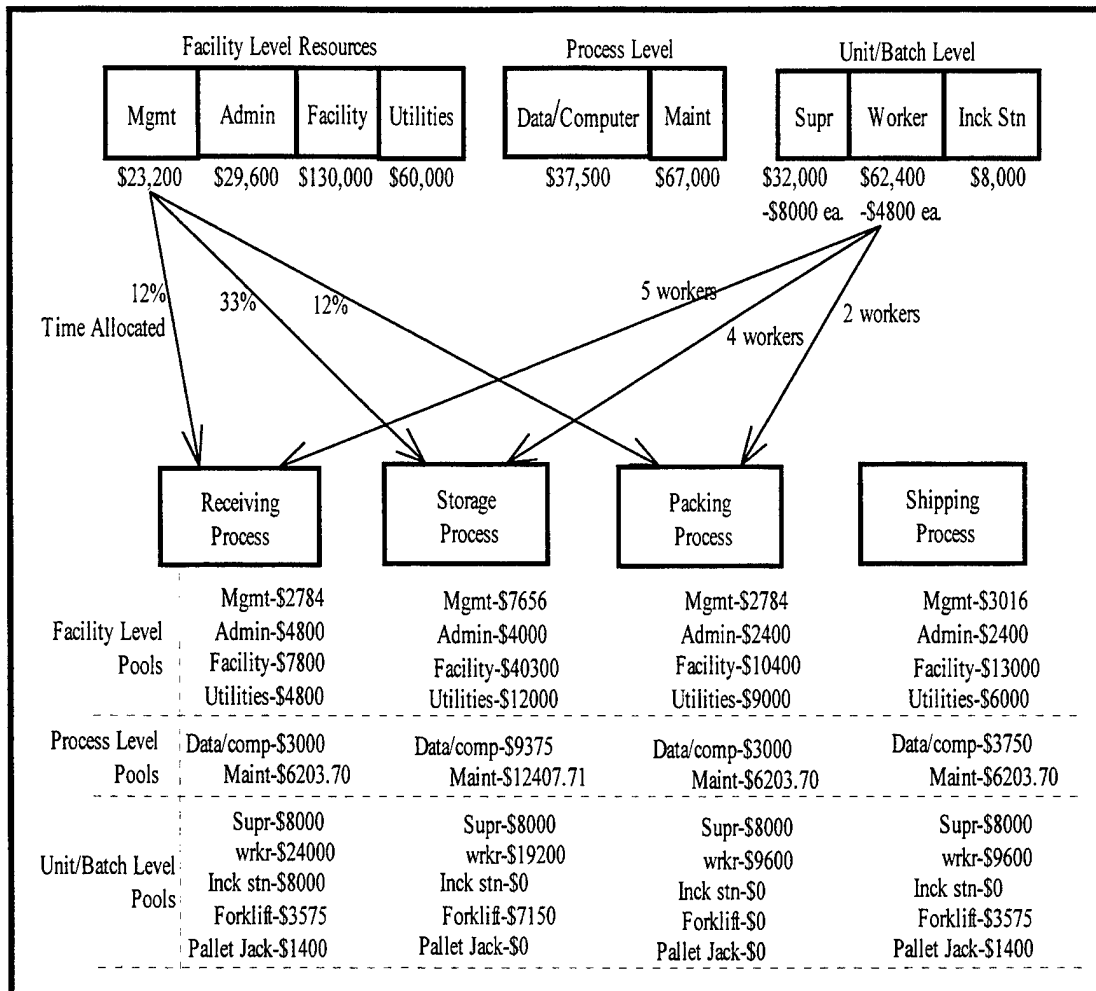 Facility Level Resources Process Level Unit/Batch Level
Mgmt Admin Facility Utilities Data/Computer Maint Supr Worker Inck Stn
$23,200 $29,600 $130,000 $60,000 $37,500 $67,000 $32,000 $62,400 $8,000
-$8000 ea. -$4800 ea.
12% 33% 12% 5 workers 4 workers 2 workers
Time Allocated
Receiving Process
Storage Process
Packing Process
Shipping Process
Facility Level Pools
Mgmt-$2784 Mgmt-$7656 Mgmt-$2784 Mgmt-$3016
Admin-$4800 Admin-$4000 Admin-$2400 Admin-$2400
Facility-$7800 Facility-$40300 Facility-$10400 Facility-$13000
Utilities-$4800 Utilities-$12000 Utilities-$9000 Utilities-$6000
Process Level Pools
Data/comp-$3000 Data/comp-$9375 Data/comp-$3000 Data/comp-$3750
Maint-$6203.70 Maint-$12407.71 Maint-$6203.70 Maint-$6203.70
Unit/Batch Level Pools
Supr-$8000 Supr-$8000 Supr-$8000 Supr-$8000
wrkr-$24000 wrkr-$19200 wrkr-$9600 wrkr-$9600
Inck stn-$8000 Inck stn-$0 Inck stn-$0 Inck stn-$0
Forklift-$3575 Forklift-$7150 Forklift-$0 Forklift-$3575
Pallet Jack-$1400 Pallet Jack-$0 Pallet Jack-$0 Pallet Jack-$1400